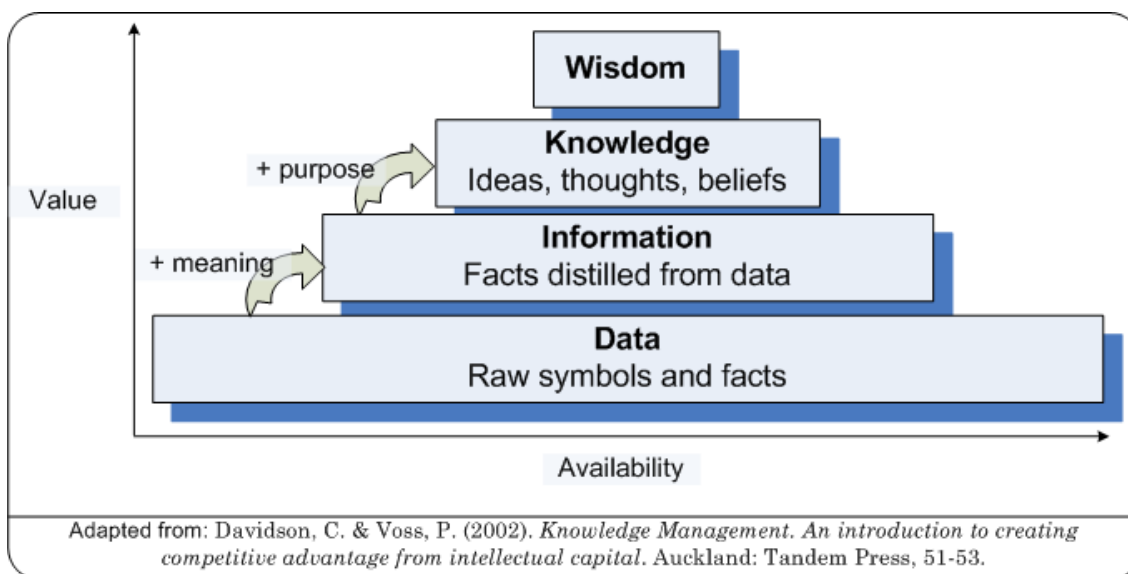 Wisdom
Knowledge
+ purpose
Ideas, thoughts, beliefs
Value
Information
+ meaning
Facts distilled from data
Data
Raw symbols and facts
Availability
Adapted from: Davidson, C. & Voss, P. (2002). Knowledge Management. An introduction to creating
competitive advantage from intellectual capital. Auckland: Tandem Press, 51-53.